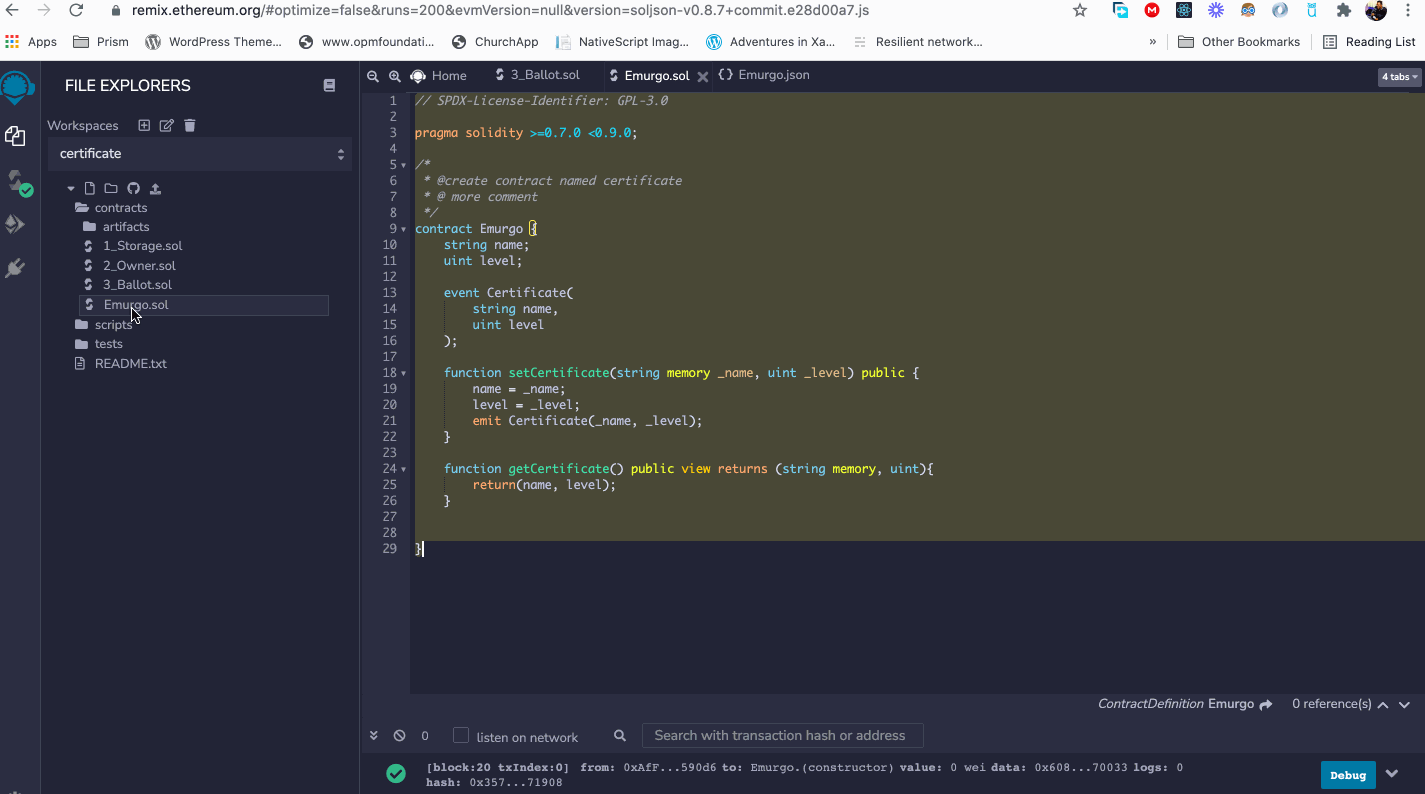 remix.ethereum.org/#optimize=false&runs=200&evmVersion=null&version=soljson-v0.8.7+commit.e28d00a7.js
Apps Prism WordPress Theme... www.opmfoundati... ChurchApp NativeScript Imag... Adventures in Xa... Resilient network... » Other Bookmarks Reading List
FILE EXPLORERS
Workspaces
certificate
contracts
artifacts
1_Storage.sol
2_Owner.sol
3_Ballot.sol
Emurgo.sol
scripts
tests
README.txt
Home 3_Ballot.sol Emurgo.sol Emurgo.json 4 tabs
1 // SPDX-License-Identifier: GPL-3.0
2
3 pragma solidity >=0.7.0 <0.9.0;
4
5 /*
6 * @create contract named certificate
7 * @ more comment
8 */
9 contract Emurgo {
10 string name;
11 uint level;
12
13 event Certificate(
14 string name,
15 uint level
16 );
17
18 function setCertificate(string memory _name, uint _level) public {
19 name = _name;
20 level = _level;
21 emit Certificate(_name, _level);
22 }
23
24 function getCertificate() public view returns (string memory, uint){
25 return(name, level);
26 }
27
28
29 }
ContractDefinition Emurgo 0 reference(s)
0 listen on network Search with transaction hash or address
[block:20 txIndex:0] from: 0xAfF...590d6 to: Emurgo.(constructor) value: 0 wei data: 0x608...70033 logs: 0
hash: 0x357...71908
Debug